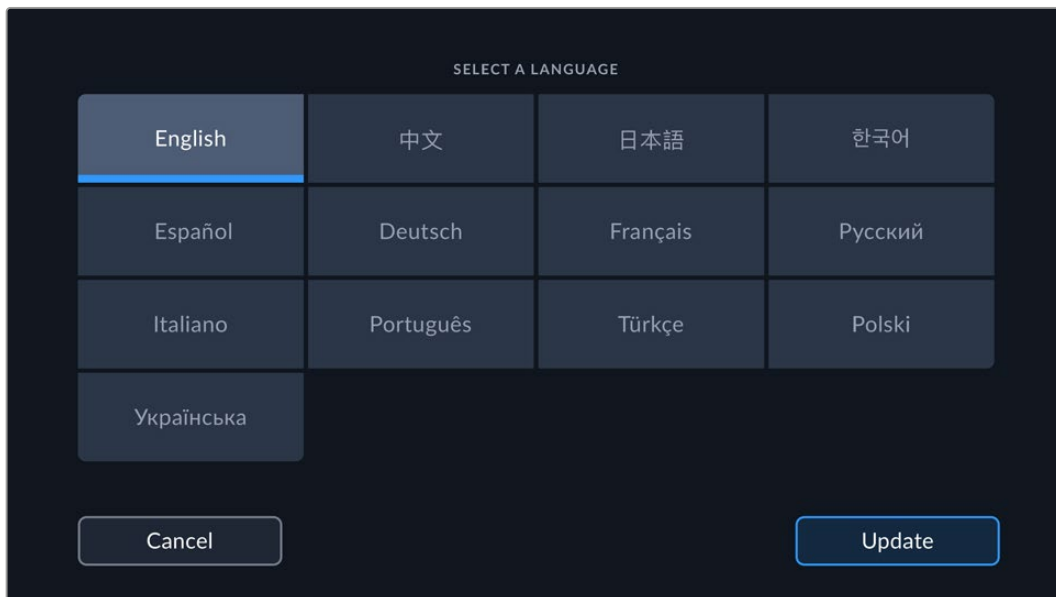 SELECT A LANGUAGE
English 中文 日本語 한국어
Español Deutsch Français Русский
Italiano Português Türkçe Polski
Українська
Cancel Update